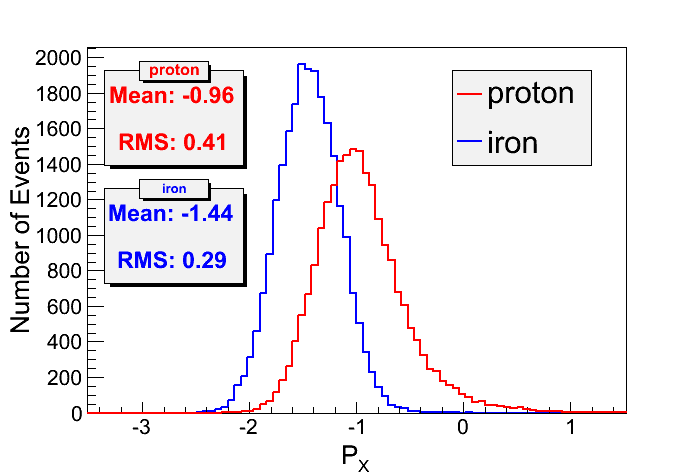 proton
Mean: -0.96
RMS: 0.41
iron
Mean: -1.44
RMS: 0.29
proton
iron
Number of Events
2000
1800
1600
1400
1200
1000
800
600
400
200
0
-3 -2 -1 0 1
PX